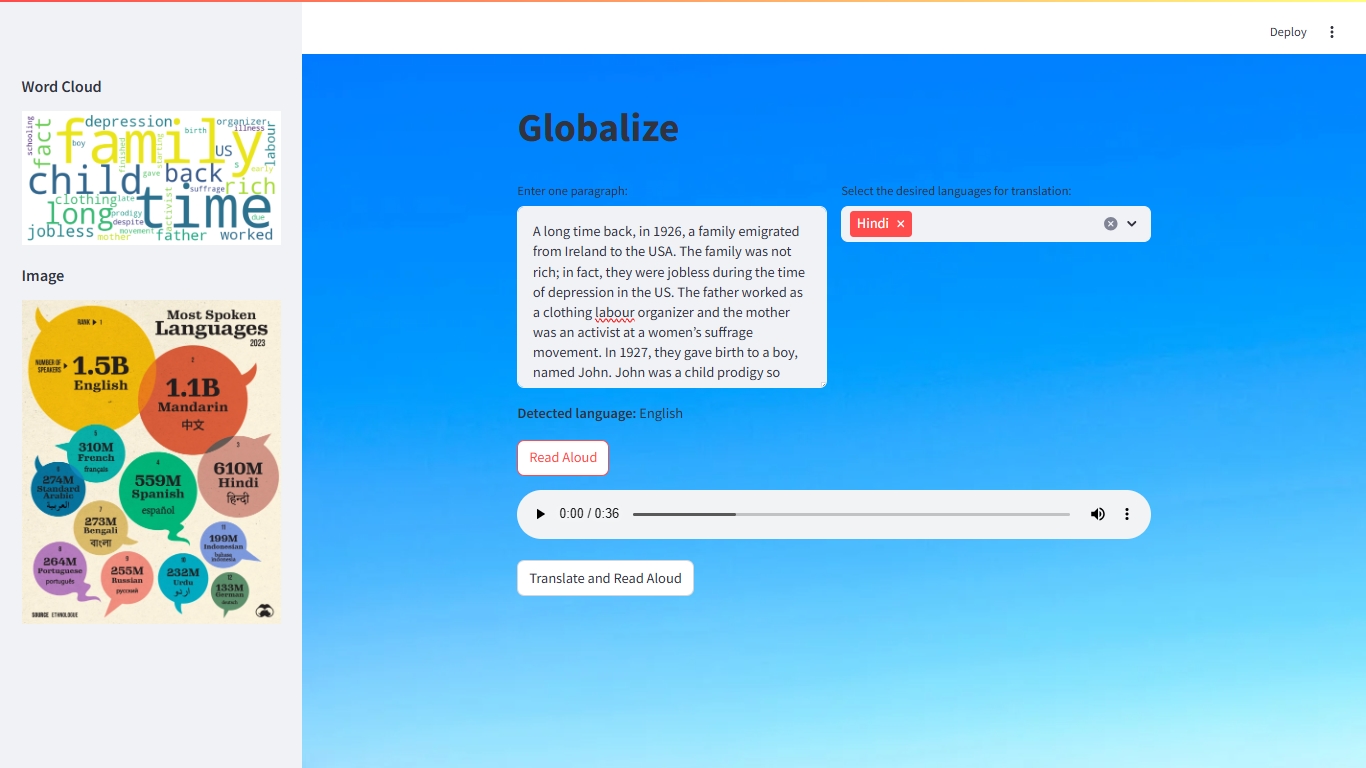 Deploy
Word Cloud
schooling
fact
depression
organizer
illness
birth
boy
family
finished
starting
US
labour
s
early
gave
back
child
suffrage
rich
clothing
late
long
prodigy
activist
time
despite
due
jobless
movement
mother
father
worked
Image
Most Spoken
Languages
2023
RANK ▶ 1
NUMBER OF
SPEAKERS ▶ 1.5B
English
2
1.1B
Mandarin
中文
5
310M
French
français
3
610M
Hindi
हिन्दी
6
274M
Standard
Arabic
العربية
4
559M
Spanish
español
7
273M
Bengali
বাংলা
11
199M
Indonesian
bahasa
indonesia
8
264M
Portuguese
português
9
255M
Russian
русский
10
232M
Urdu
اردو
12
133M
German
deutsch
SOURCE ETHNOLOGUE
Globalize
Enter one paragraph:
A long time back, in 1926, a family emigrated
from Ireland to the USA. The family was not
rich; in fact, they were jobless during the time
of depression in the US. The father worked as
a clothing labour organizer and the mother
was an activist at a women’s suffrage
movement. In 1927, they gave birth to a boy,
named John. John was a child prodigy so
Select the desired languages for translation:
Hindi ×
Detected language: English
Read Aloud
0:00 / 0:36
Translate and Read Aloud